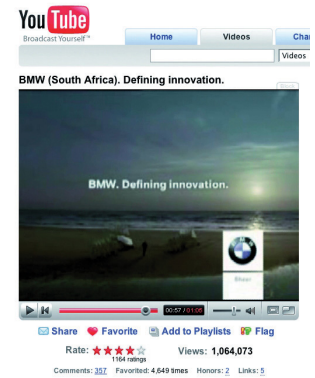 YouTube
Broadcast Yourself™
Home Videos Cha
Videos
BMW (South Africa). Defining innovation.
BMW. Defining innovation.
BMW
00:57 / 01:06
Share Favorite Add to Playlists Flag
Rate: Views: 1,064,073
1164 ratings
Comments: 357 Favorited: 4,649 times Honors: 2 Links: 5